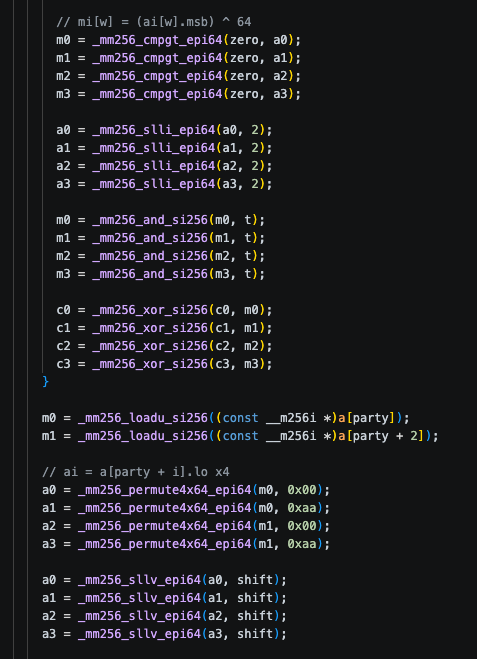 // mi[w] = (ai[w].msb) ^ 64
m0 = _mm256_cmpgt_epi64(zero, a0);
m1 = _mm256_cmpgt_epi64(zero, a1);
m2 = _mm256_cmpgt_epi64(zero, a2);
m3 = _mm256_cmpgt_epi64(zero, a3);
a0 = _mm256_slli_epi64(a0, 2);
a1 = _mm256_slli_epi64(a1, 2);
a2 = _mm256_slli_epi64(a2, 2);
a3 = _mm256_slli_epi64(a3, 2);
m0 = _mm256_and_si256(m0, t);
m1 = _mm256_and_si256(m1, t);
m2 = _mm256_and_si256(m2, t);
m3 = _mm256_and_si256(m3, t);
c0 = _mm256_xor_si256(c0, m0);
c1 = _mm256_xor_si256(c1, m1);
c2 = _mm256_xor_si256(c2, m2);
c3 = _mm256_xor_si256(c3, m3);
}
m0 = _mm256_loadu_si256((const __m256i *)a[party]);
m1 = _mm256_loadu_si256((const __m256i *)a[party + 2]);
// ai = a[party + i].lo x4
a0 = _mm256_permute4x64_epi64(m0, 0x00);
a1 = _mm256_permute4x64_epi64(m0, 0xaa);
a2 = _mm256_permute4x64_epi64(m1, 0x00);
a3 = _mm256_permute4x64_epi64(m1, 0xaa);
a0 = _mm256_sllv_epi64(a0, shift);
a1 = _mm256_sllv_epi64(a1, shift);
a2 = _mm256_sllv_epi64(a2, shift);
a3 = _mm256_sllv_epi64(a3, shift);